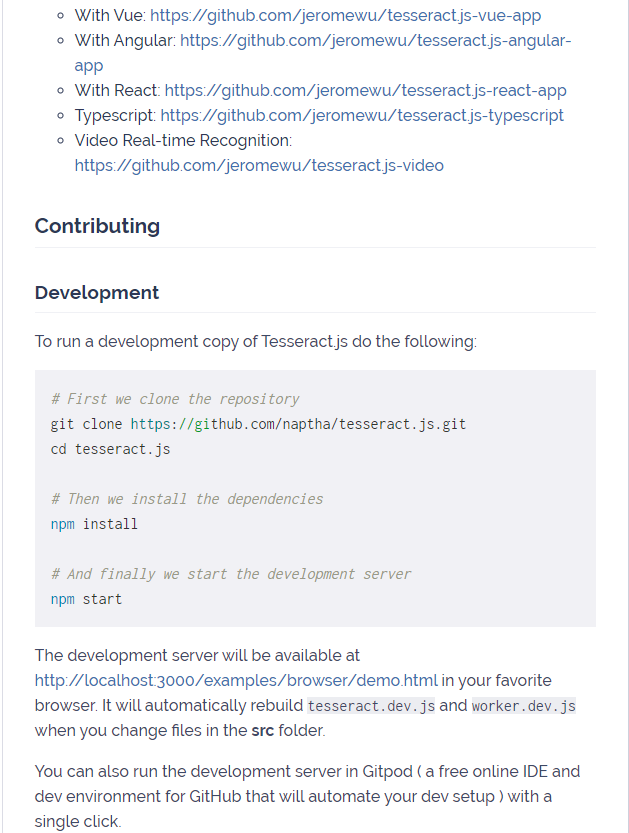 With Vue: https://github.com/jeromewu/tesseract.js-vue-app
With Angular: https://github.com/jeromewu/tesseract.js-angular-
app
With React: https://github.com/jeromewu/tesseract.js-react-app
Typescript: https://github.com/jeromewu/tesseract.js-typescript
Video Real-time Recognition:
https://github.com/jeromewu/tesseract.js-video
Contributing
Development
To run a development copy of Tesseract.js do the following:
# First we clone the repository
git clone https://github.com/naptha/tesseract.js.git
cd tesseract.js
# Then we install the dependencies
npm install
# And finally we start the development server
npm start
The development server will be available at
http://localhost:3000/examples/browser/demo.html in your favorite
browser. It will automatically rebuild tesseract.dev.js and worker.dev.js
when you change files in the src folder.
You can also run the development server in Gitpod ( a free online IDE and
dev environment for GitHub that will automate your dev setup ) with a
single click.